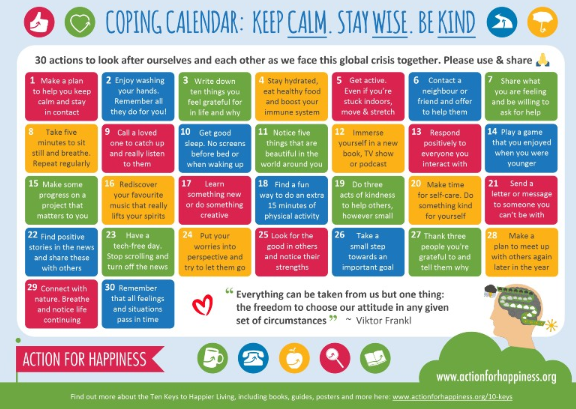 COPING CALENDAR: KEEP CALM. STAY WISE. BE KIND
30 actions to look after ourselves and each other as we face this global crisis together. Please use & share 🙏
1 Make a plan
to help you keep
calm and stay
in contact
2 Enjoy washing
your hands.
Remember all
they do for you!
3 Write down
ten things you
feel grateful for
in life and why
4 Stay hydrated,
eat healthy food
and boost your
immune system
5 Get active.
Even if you're
stuck indoors,
move & stretch
6 Contact a
neighbour or
friend and offer
to help them
7 Share what
you are feeling
and be willing to
ask for help
8 Take five
minutes to sit
still and breathe.
Repeat regularly
9 Call a loved
one to catch up
and really listen
to them
10 Get good
sleep. No screens
before bed or
when waking up
11 Notice five
things that are
beautiful in the
world around you
12 Immerse
yourself in a new
book, TV show
or podcast
13 Respond
positively to
everyone you
interact with
14 Play a game
that you enjoyed
when you were
younger
15 Make some
progress on a
project that
matters to you
16 Rediscover
your favourite
music that really
lifts your spirits
17 Learn
something new
or do something
creative
18 Find a fun
way to do an extra
15 minutes of
physical activity
19 Do three
acts of kindness
to help others,
however small
20 Make time
for self-care. Do
something kind
for yourself
21 Send a
letter or message
to someone you
can't be with
22 Find positive
stories in the news
and share these
with others
23 Have a
tech-free day.
Stop scrolling and
turn off the news
24 Put your
worries into
perspective and
try to let them go
25 Look for the
good in others
and notice their
strengths
26 Take a
small step
towards an
important goal
27 Thank three
people you're
grateful to and
tell them why
28 Make a
plan to meet up
with others again
later in the year
29 Connect with
nature. Breathe
and notice life
continuing
30 Remember
that all feelings
and situations
pass in time
“ Everything can be taken from us but one thing:
the freedom to choose our attitude in any given
set of circumstances ” ~ Viktor Frankl
ACTION FOR HAPPINESS
www.actionforhappiness.org
Find out more about the Ten Keys to Happier Living, including books, guides, posters and more here: www.actionforhappiness.org/10-keys